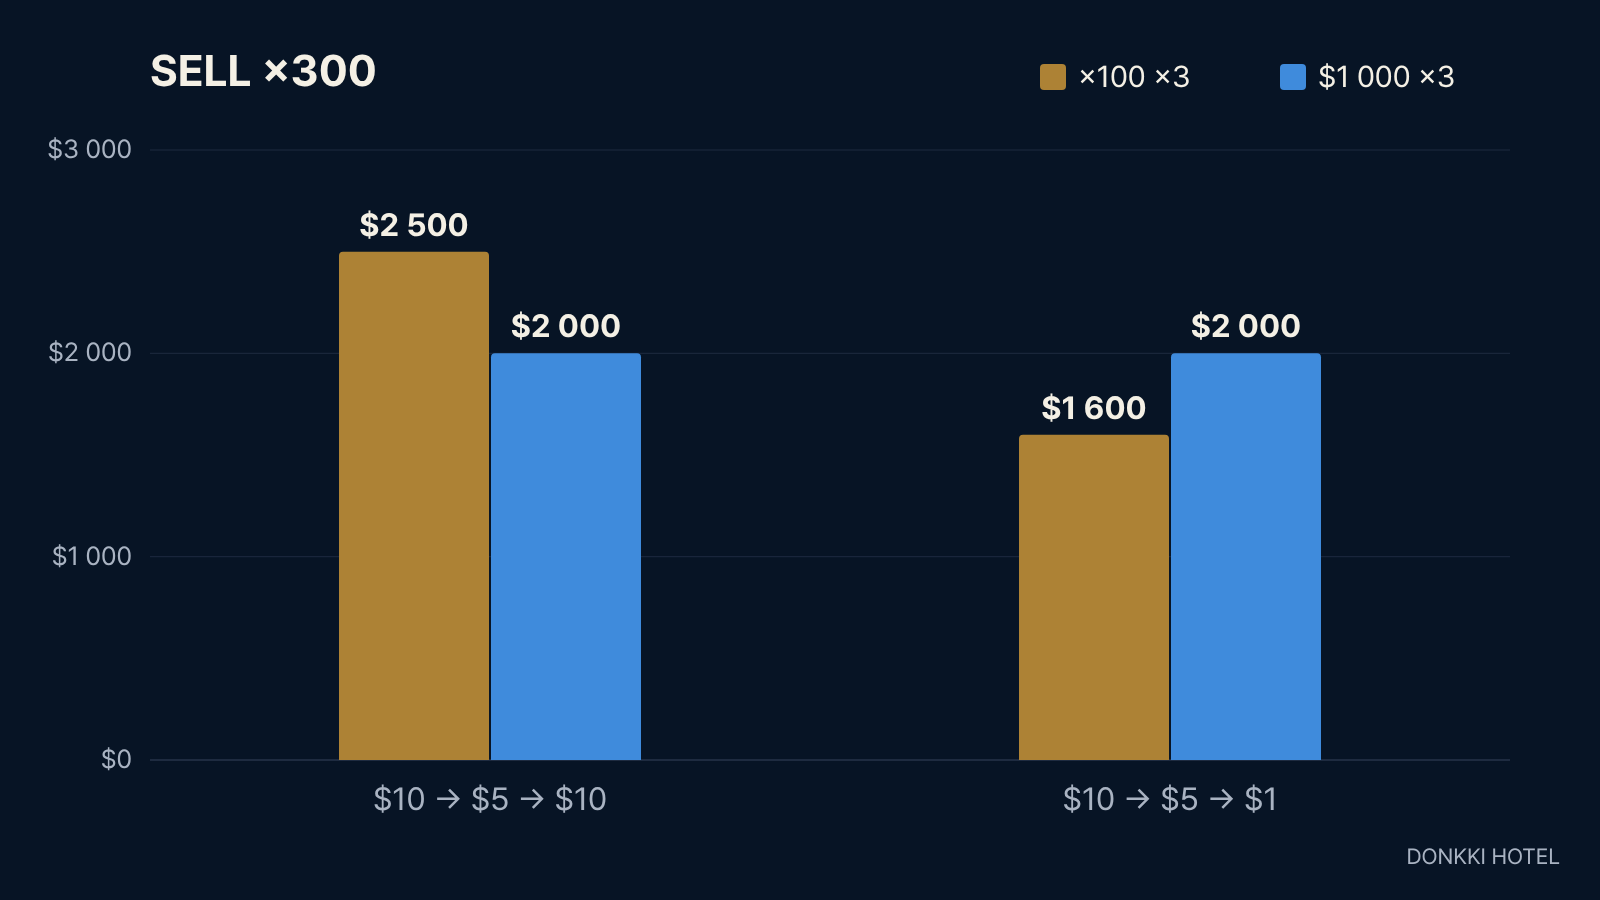 SELL ×300
×100 ×3
$1 000 ×3
$3 000
$2 500
$2 000
$2 000
$2 000
$1 600
$1 000
$0
$10 → $5 → $10
$10 → $5 → $1
DONKKI HOTEL